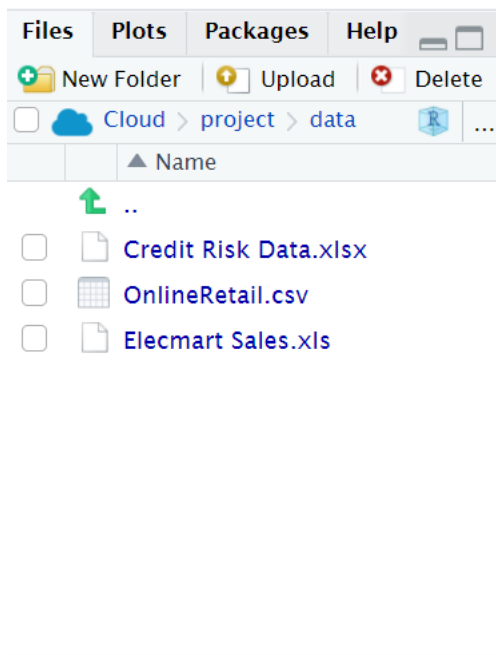 Files Plots Packages Help
New Folder Upload Delete
Cloud > project > data R ...
Name
..
Credit Risk Data.xlsx
OnlineRetail.csv
Elecmart Sales.xls